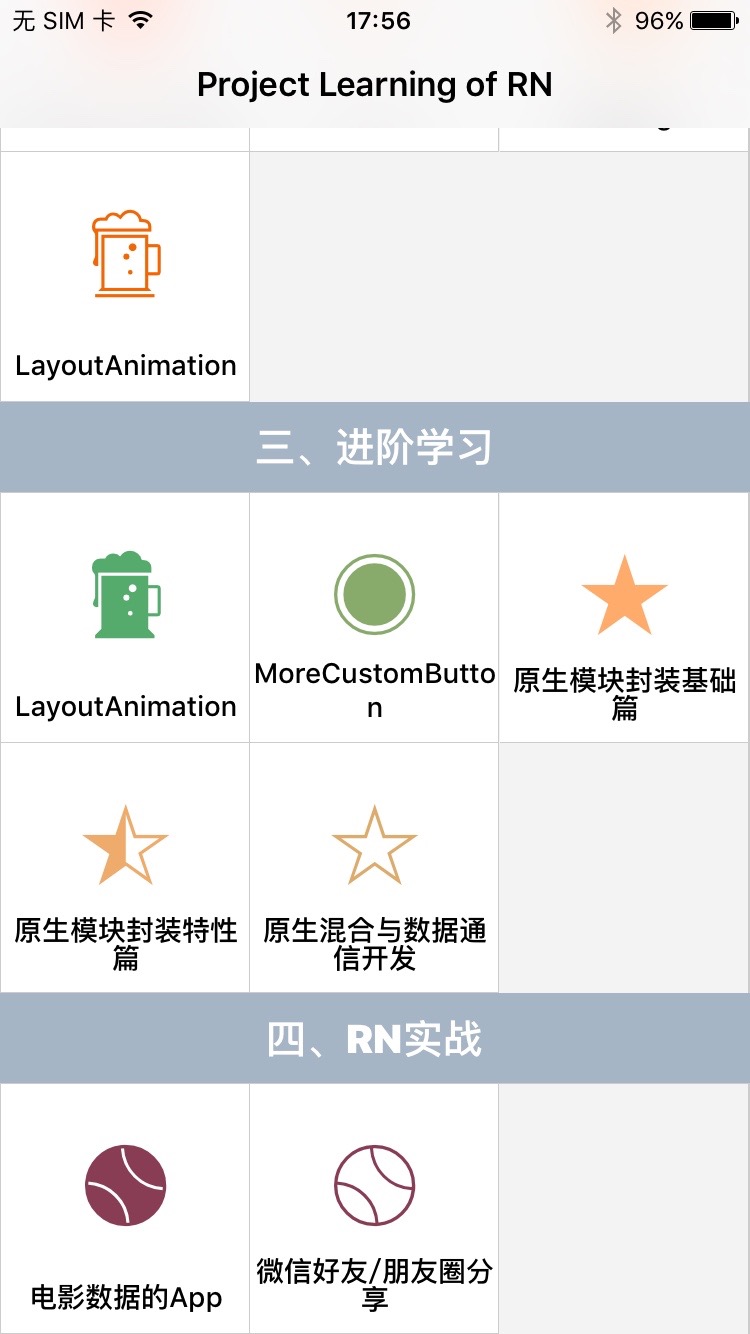 无 SIM 卡
17:56
96%
Project Learning of RN
LayoutAnimation
三、进阶学习
LayoutAnimation
MoreCustomButto
n
原生模块封装基础
篇
原生模块封装特性
篇
原生混合与数据通
信开发
四、RN实战
电影数据的App
微信好友/朋友圈分
享